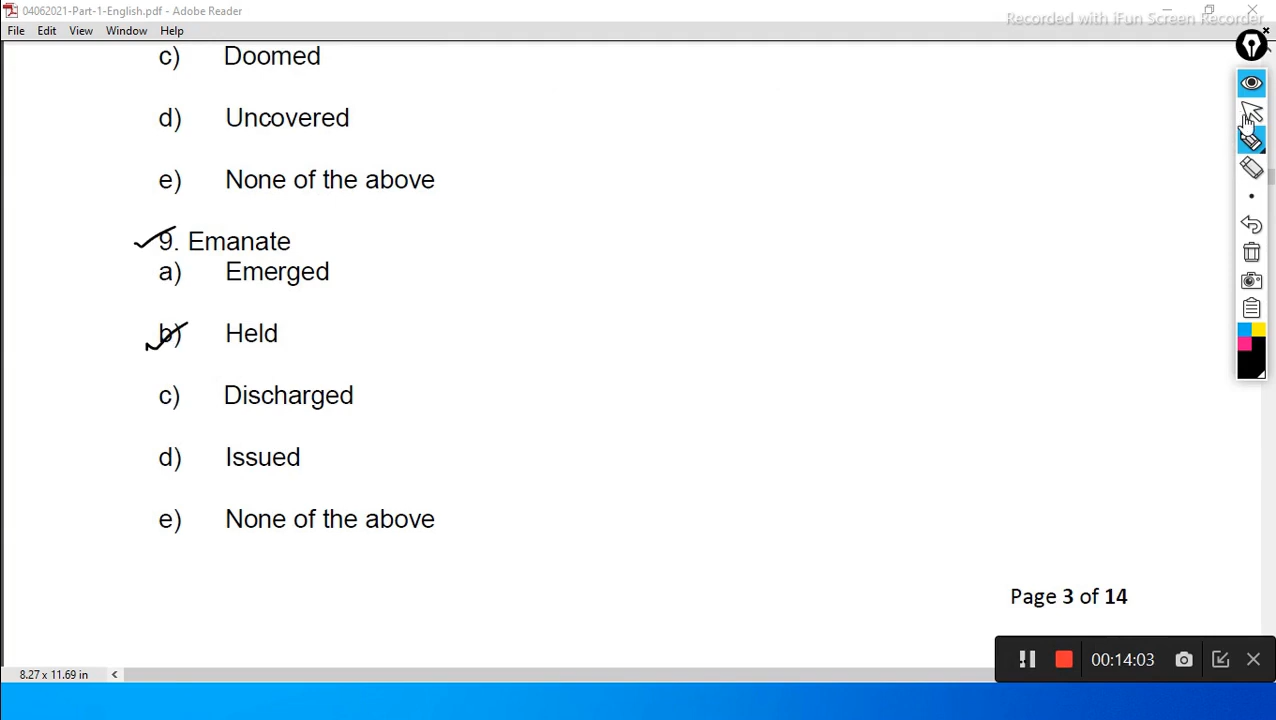 04062021-Part-1-English.pdf - Adobe Reader
Recorded with iFun Screen Recorder
File Edit View Window Help
c) Doomed
d) Uncovered
e) None of the above
9. Emanate
a) Emerged
b) Held
c) Discharged
d) Issued
e) None of the above
Page 3 of 14
8.27 x 11.69 in
00:14:03